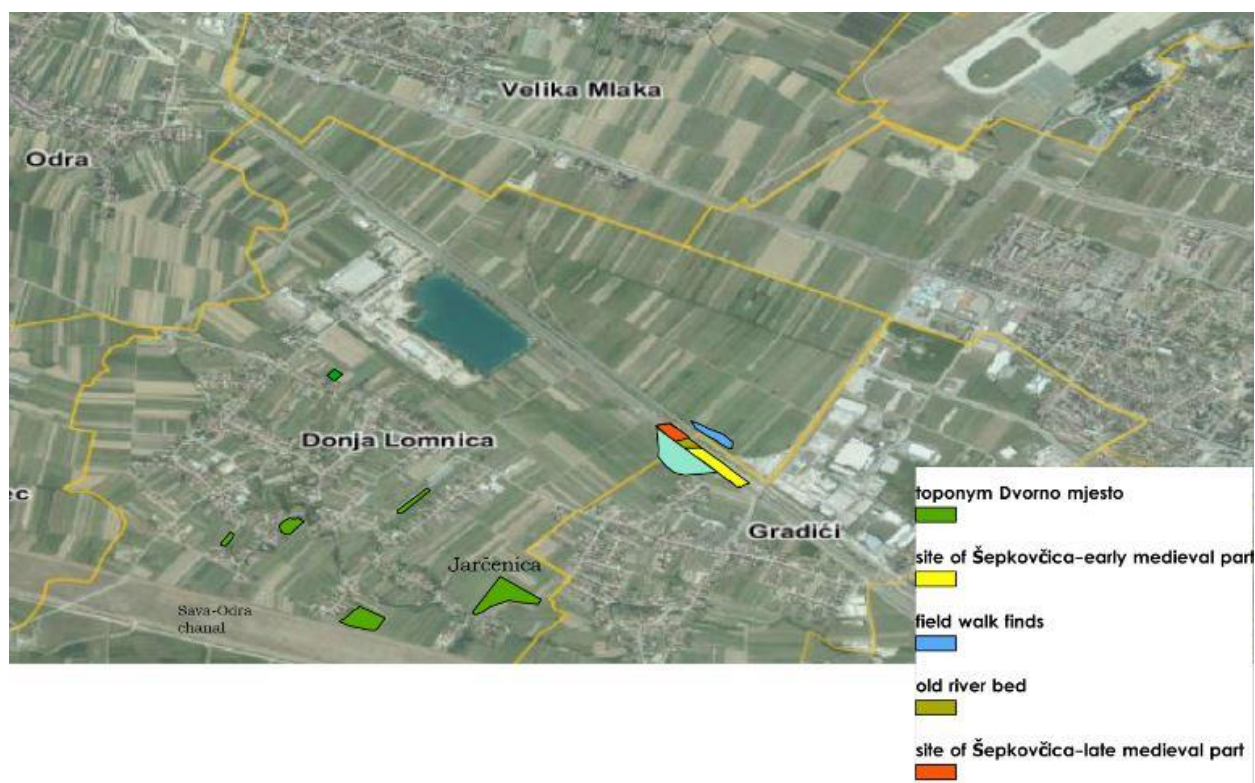 Velika Mlaka
Odra
Donja Lomnica
ec
Gradići
Jarčenica
Sava-Odra
chanal
toponym Dvorno mjesto
site of Šepkovčica-early medieval part
field walk finds
old river bed
site of Šepkovčica-late medieval part